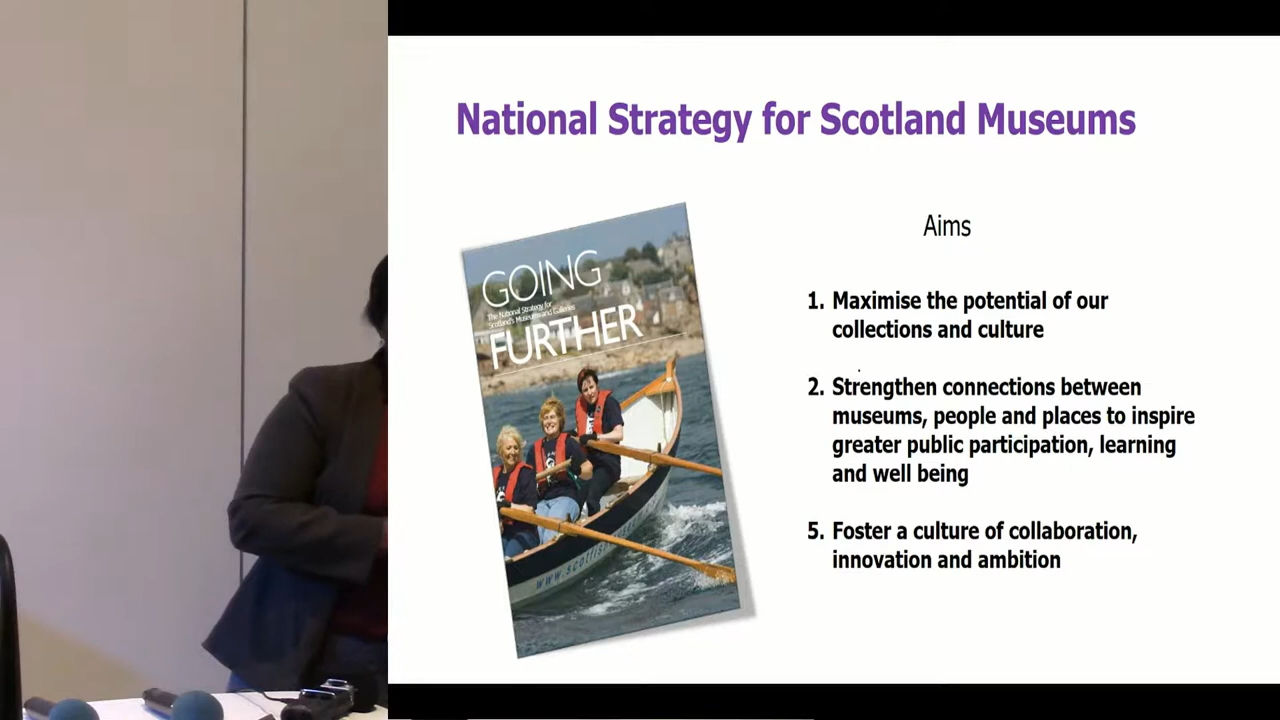 National Strategy for Scotland Museums
GOING
The National Strategy for
Scotland's Museums and Galleries
FURTHER
www.scottis
Aims
1. Maximise the potential of our
collections and culture
2. Strengthen connections between
museums, people and places to inspire
greater public participation, learning
and well being
5. Foster a culture of collaboration,
innovation and ambition